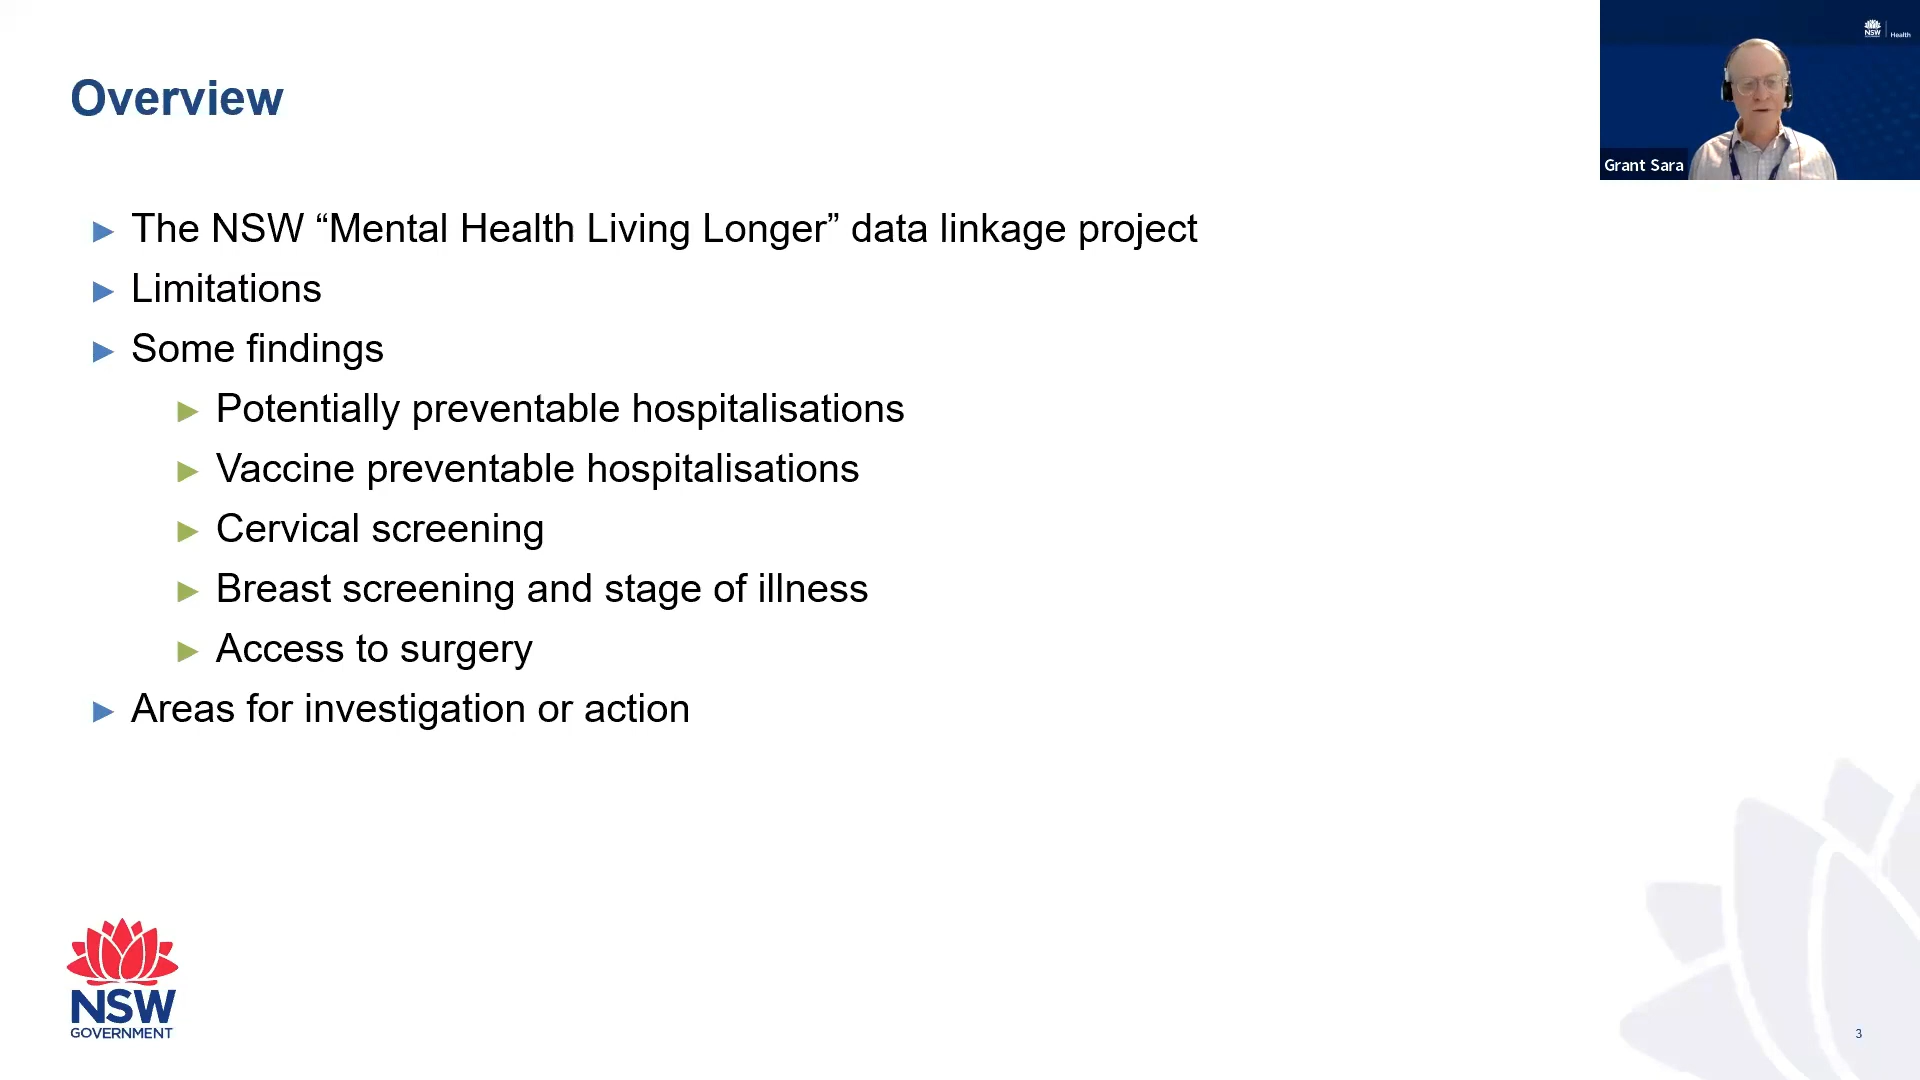 Overview
NSW
Health
Grant Sara
The NSW “Mental Health Living Longer” data linkage project
Limitations
Some findings
Potentially preventable hospitalisations
Vaccine preventable hospitalisations
Cervical screening
Breast screening and stage of illness
Access to surgery
Areas for investigation or action
NSW
GOVERNMENT
3